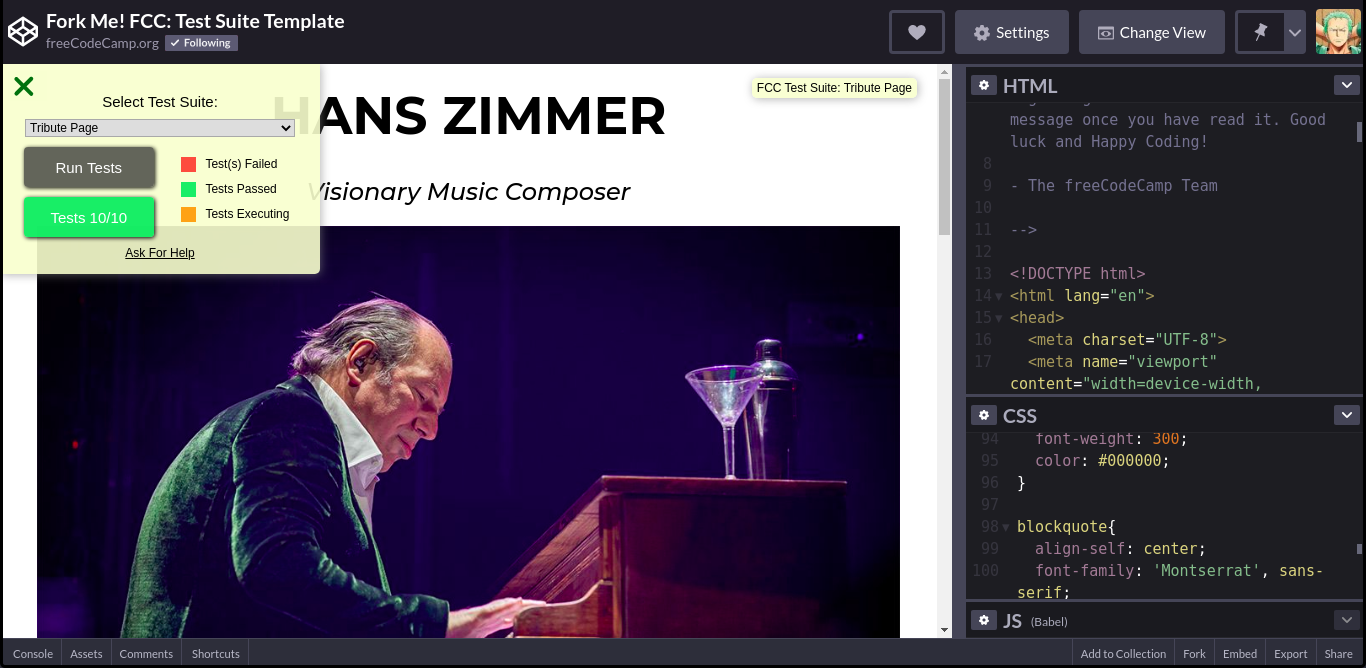 Fork Me! FCC: Test Suite Template
freeCodeCamp.org Following
Settings
Change View
Select Test Suite:
Tribute Page
Run Tests
Tests 10/10
Test(s) Failed
Tests Passed
Tests Executing
Ask For Help
FCC Test Suite: Tribute Page
HANS ZIMMER
Visionary Music Composer
HTML
message once you have read it. Good
luck and Happy Coding!
8
9 - The freeCodeCamp Team
10
11 -->
12
13 <!DOCTYPE html>
14 <html lang="en">
15 <head>
16 <meta charset="UTF-8">
17 <meta name="viewport"
content="width=device-width,
CSS
94 font-weight: 300;
95 color: #000000;
96 }
97
98 blockquote{
99 align-self: center;
100 font-family: 'Montserrat', sans-
serif;
JS (Babel)
Console Assets Comments Shortcuts
Add to Collection Fork Embed Export Share